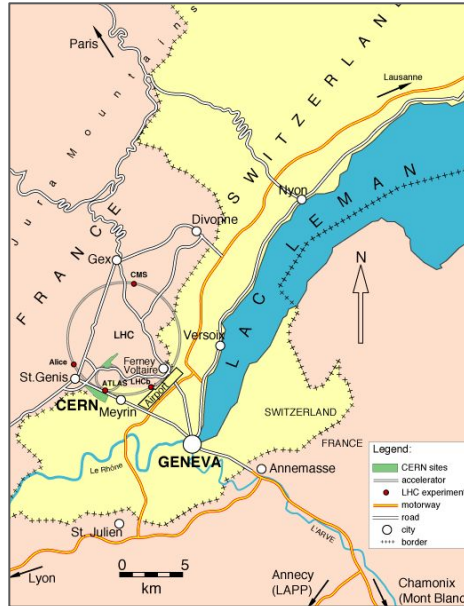 Paris
Lausanne
SWITZERLAND
Jura Mountains
FRANCE
LAC LEMAN
Nyon
Divonne
Gex
CMS
N
LHC
Versoix
Alice
Ferney
Voltaire
St.Genis
ATLAS
LHCb
Airport
CERN
Meyrin
SWITZERLAND
GENEVA
FRANCE
Le Rhône
Annemasse
St. Julien
L'ARVE
Lyon
0 5
km
Annecy
(LAPP)
Chamonix
(Mont Blanc)
Legend:
CERN sites
accelerator
LHC experiment
motorway
road
city
border